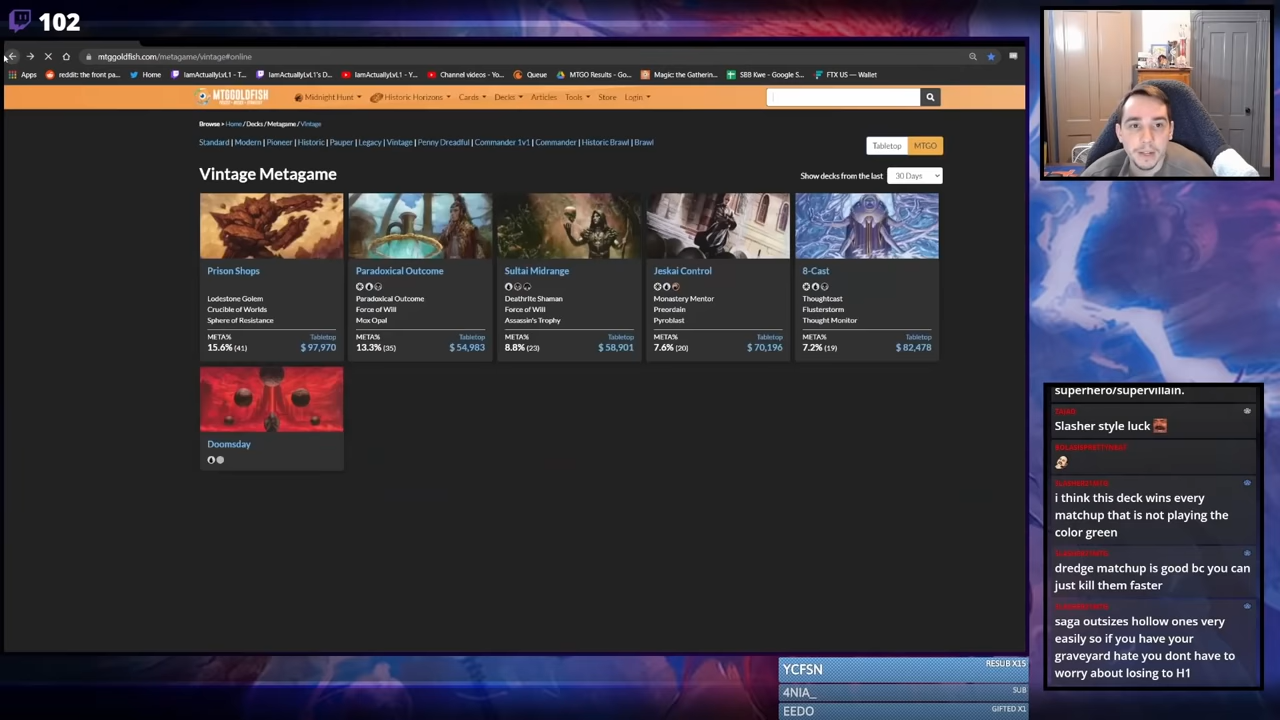 102
mtggoldfish.com/metagame/vintage#online
Apps
reddit: the front pa...
Home
IamActuallyLvl.1 - T...
IamActuallyLvl1's D...
IamActuallyLvl.1 - Y...
Channel videos - Yo...
Queue
MTGO Results - Go...
Magic: the Gatherin...
SBB Kwe - Google S...
FTX US — Wallet
MTGGOLDFISH
Midnight Hunt
Historic Horizons
Cards
Decks
Articles
Tools
Store
Login
Browse > Home / Decks / Metagame / Vintage
Standard | Modern | Pioneer | Historic | Pauper | Legacy | Vintage | Penny Dreadful | Commander 1v1 | Commander | Historic Brawl | Brawl
Tabletop MTGO
Vintage Metagame
Show decks from the last 30 Days
Prison Shops
Lodestone Golem
Crucible of Worlds
Sphere of Resistance
META% Tabletop
15.6% (41) $ 97,970
Paradoxical Outcome
Paradoxical Outcome
Force of Will
Mox Opal
META% Tabletop
13.3% (35) $ 54,983
Sultai Midrange
Deathrite Shaman
Force of Will
Assassin's Trophy
META% Tabletop
8.8% (23) $ 58,901
Jeskai Control
Monastery Mentor
Preordain
Pyroblast
META% Tabletop
7.6% (20) $ 70,196
8-Cast
Thoughtcast
Flusterstorm
Thought Monitor
META% Tabletop
7.2% (19) $ 82,478
Doomsday
superhero/supervillain.
Slasher style luck
i think this deck wins every
matchup that is not playing the
color green
dredge matchup is good bc you can
just kill them faster
saga outsizes hollow ones very
easily so if you have your
graveyard hate you dont have to
worry about losing to H1
YCFSN RESUB X15
4NIA_ SUB
EEDO GIFTED X1